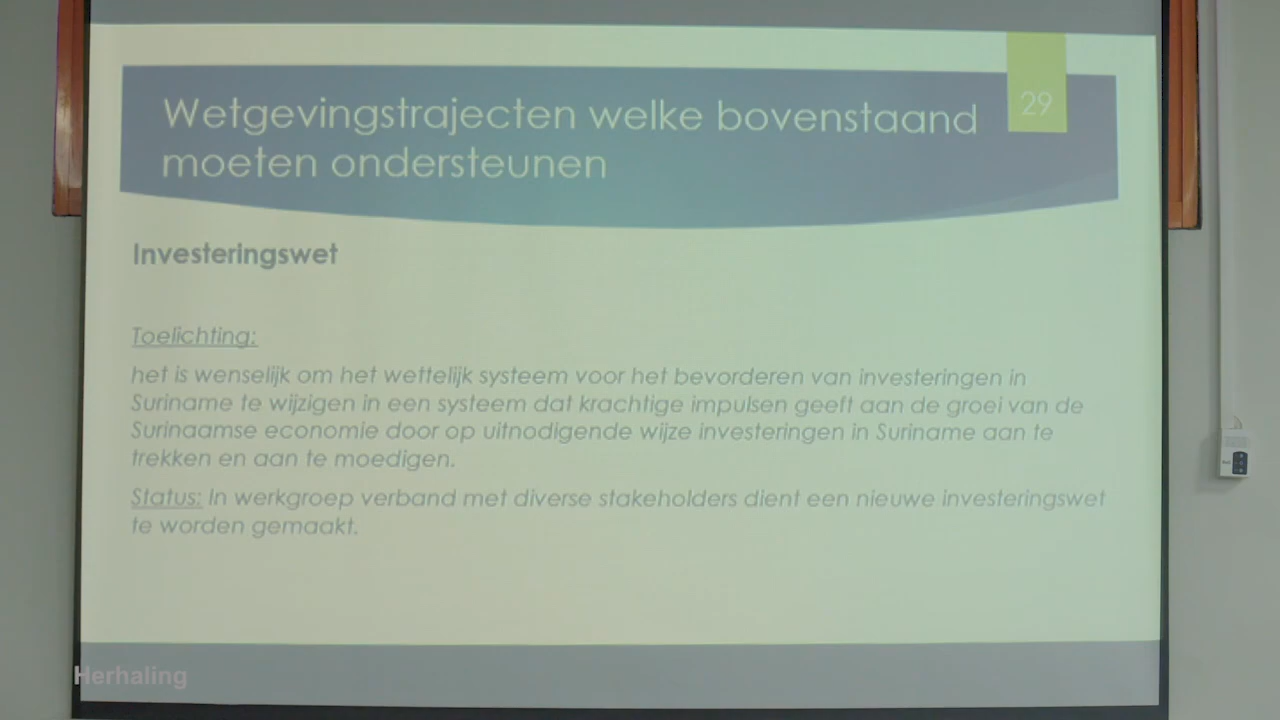 29
Wetgevingstrajecten welke bovenstaand
moeten ondersteunen
Investeringswet
Toelichting:
het is wenselijk om het wettelijk systeem voor het bevorderen van investeringen in
Suriname te wijzigen in een systeem dat krachtige impulsen geeft aan de groei van de
Surinaamse economie door op uitnodigende wijze investeringen in Suriname aan te
trekken en aan te moedigen.
Status: In werkgroep verband met diverse stakeholders dient een nieuwe investeringswet
te worden gemaakt.
Herhaling